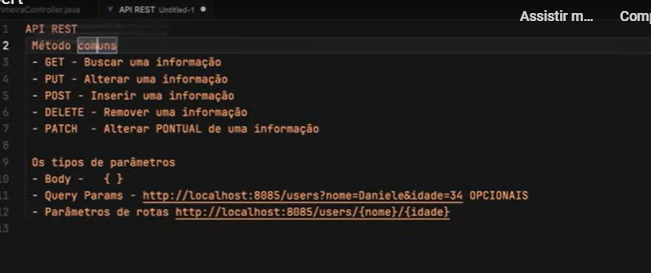 PrimeiraController.java API REST Untitled-1
Assistir m... Comp
1 API REST
2 Método comuns
3 - GET - Buscar uma informação
4 - PUT - Alterar uma informação
5 - POST - Inserir uma informação
6 - DELETE - Remover uma informação
7 - PATCH - Alterar PONTUAL de uma informação
8
9 Os tipos de parâmetros
10 - Body - { }
11 - Query Params - http://localhost:8085/users?nome=Daniele&idade=34 OPCIONAIS
12 - Parâmetros de rotas http://localhost:8085/users/{nome}/{idade}
13